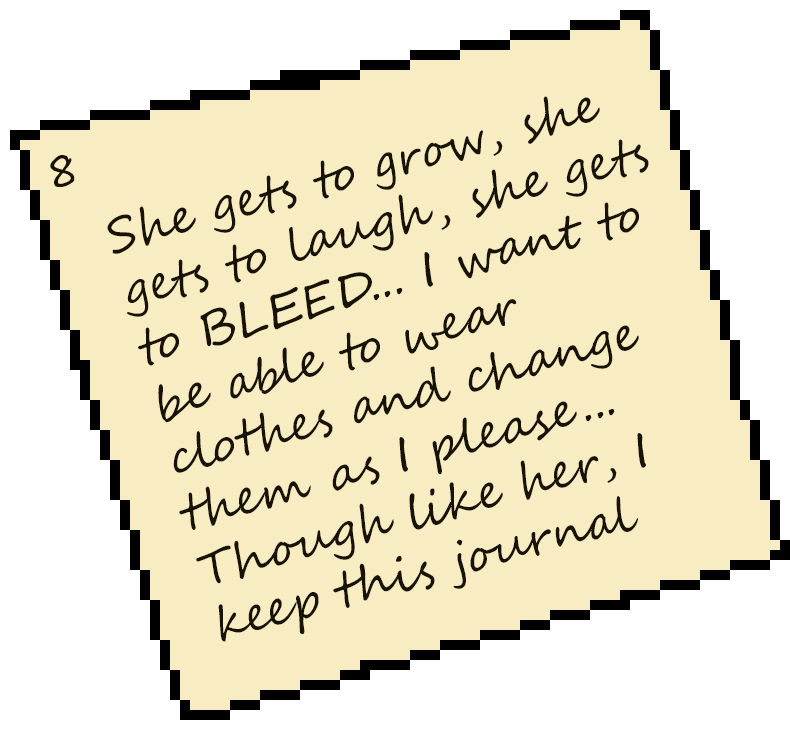 8
She gets to grow, she
gets to laugh, she gets
to BLEED... I want to
be able to wear
clothes and change
them as I please...
Though like her, I
keep this journal